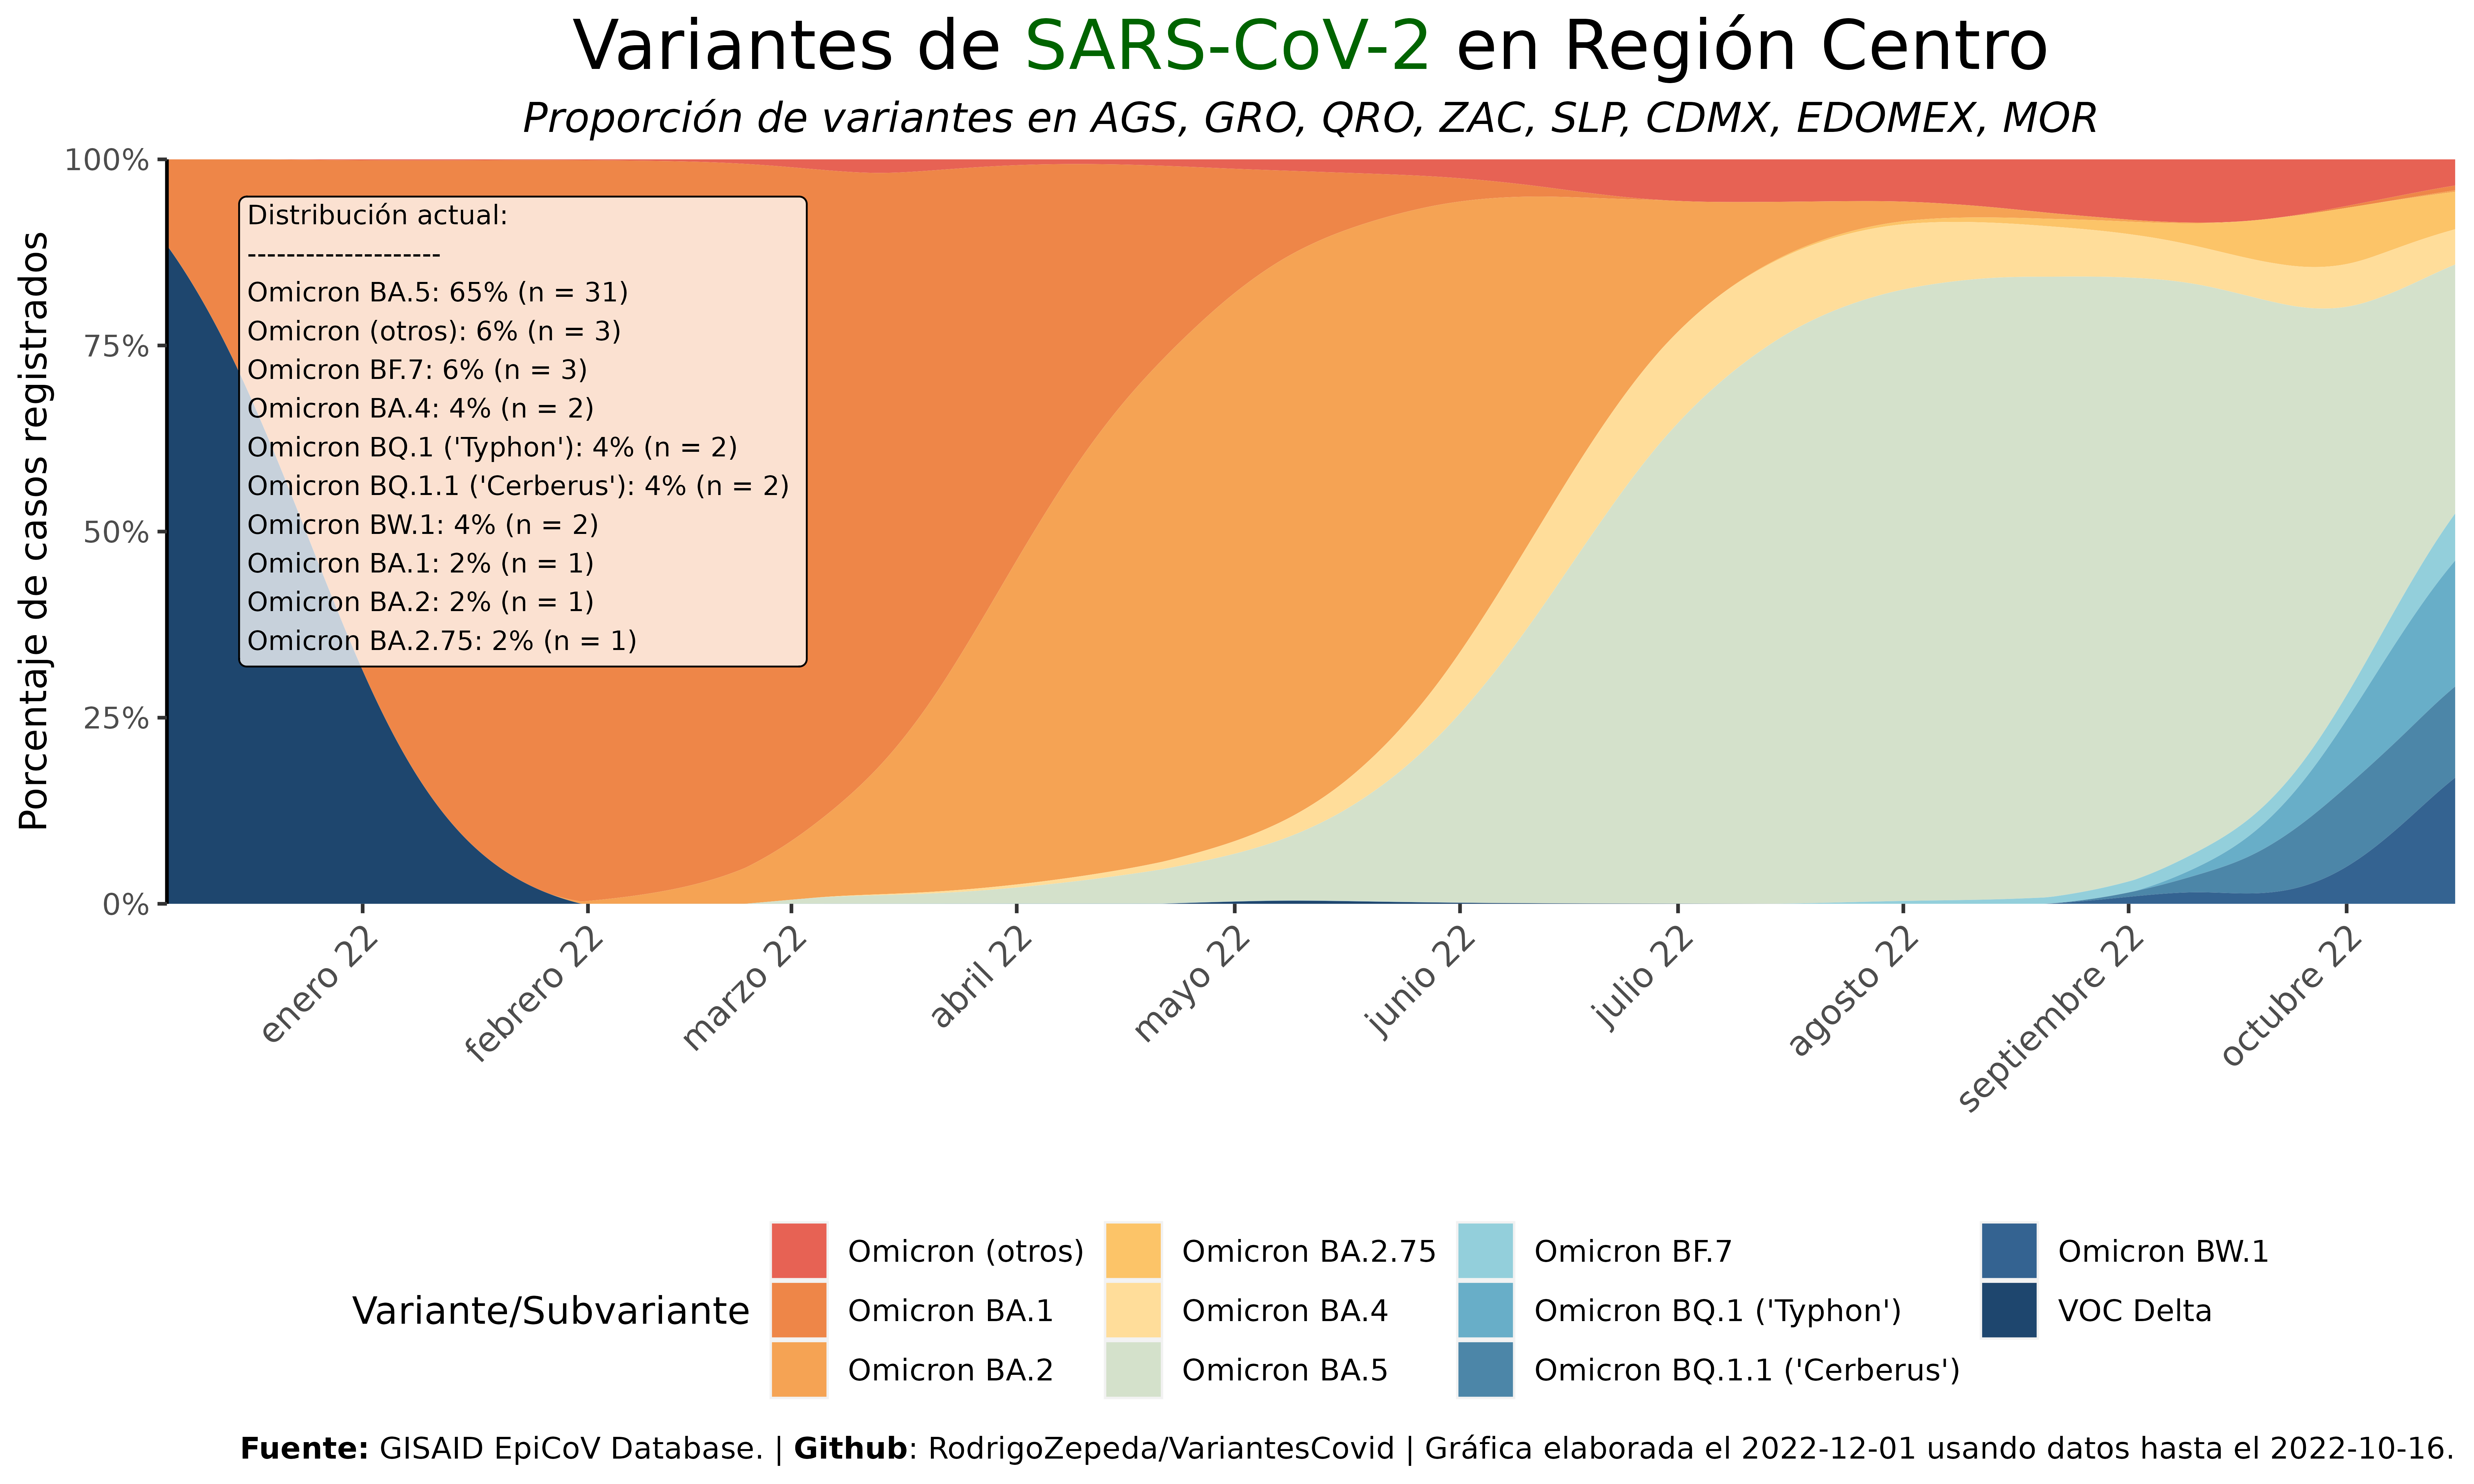 Variantes de SARS-CoV-2 en Región Centro
Proporción de variantes en AGS, GRO, QRO, ZAC, SLP, CDMX, EDOMEX, MOR
Porcentaje de casos registrados
100%
75%
50%
25%
0%
Distribución actual:
--------------------
Omicron BA.5: 65% (n = 31)
Omicron (otros): 6% (n = 3)
Omicron BF.7: 6% (n = 3)
Omicron BA.4: 4% (n = 2)
Omicron BQ.1 ('Typhon'): 4% (n = 2)
Omicron BQ.1.1 ('Cerberus'): 4% (n = 2)
Omicron BW.1: 4% (n = 2)
Omicron BA.1: 2% (n = 1)
Omicron BA.2: 2% (n = 1)
Omicron BA.2.75: 2% (n = 1)
enero 22
febrero 22
marzo 22
abril 22
mayo 22
junio 22
julio 22
agosto 22
septiembre 22
octubre 22
Variante/Subvariante
Omicron (otros)
Omicron BA.1
Omicron BA.2
Omicron BA.2.75
Omicron BA.4
Omicron BA.5
Omicron BF.7
Omicron BQ.1 ('Typhon')
Omicron BQ.1.1 ('Cerberus')
Omicron BW.1
VOC Delta
Fuente: GISAID EpiCoV Database. | Github: RodrigoZepeda/VariantesCovid | Gráfica elaborada el 2022-12-01 usando datos hasta el 2022-10-16.